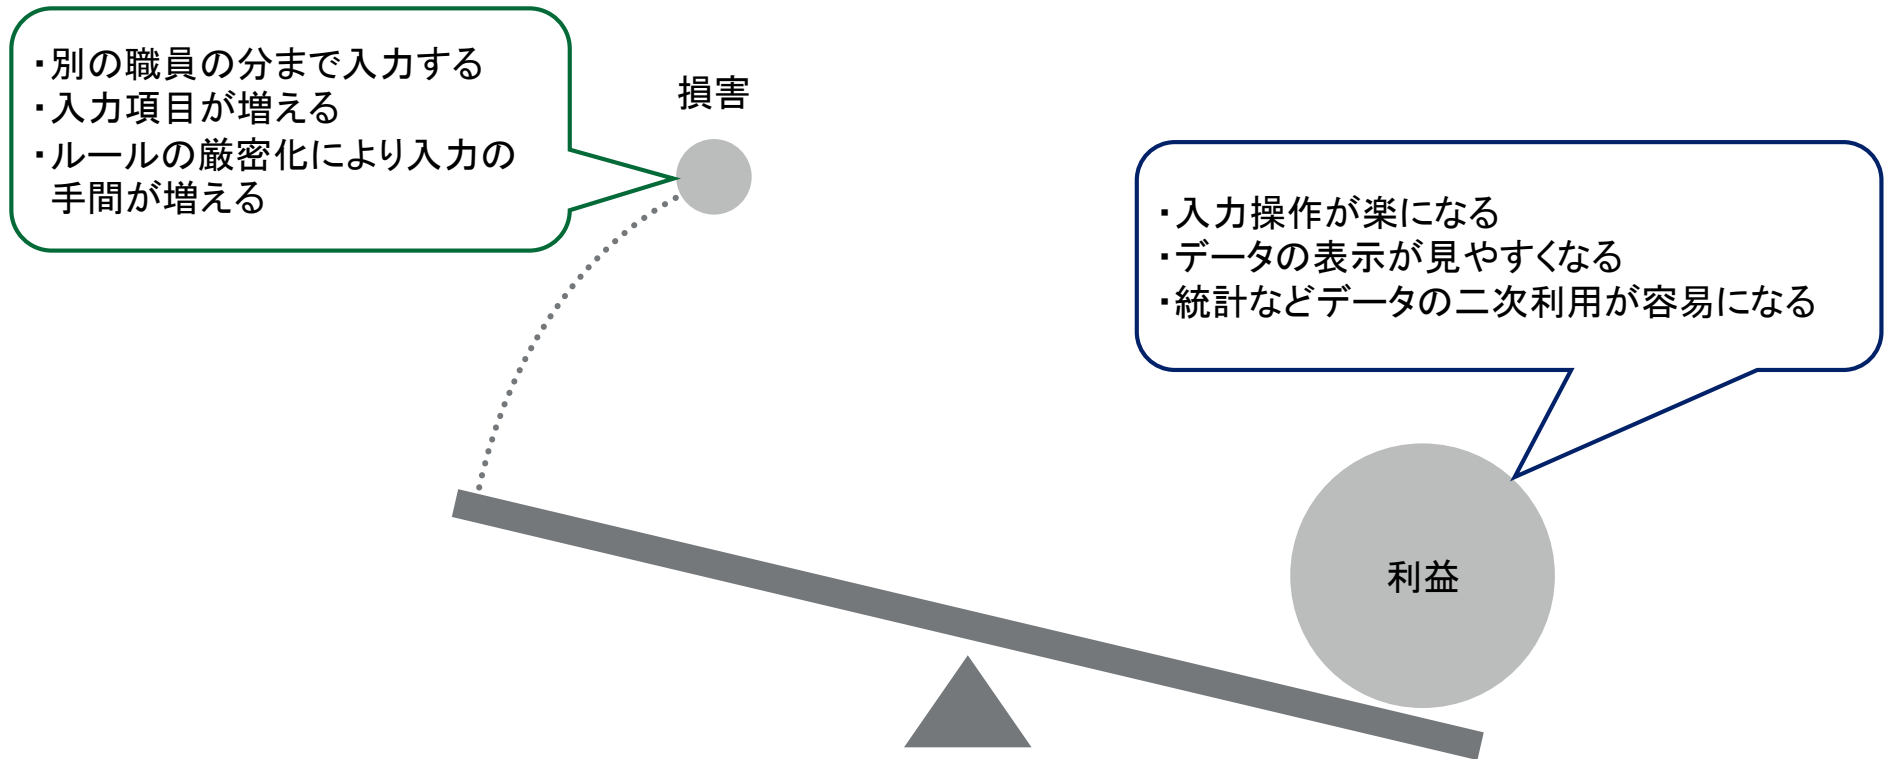 ・別の職員の分まで入力する
・入力項目が増える
・ルールの厳密化により入力の
手間が増える
損害
・入力操作が楽になる
・データの表示が見やすくなる
・統計などデータの二次利用が容易になる
利益